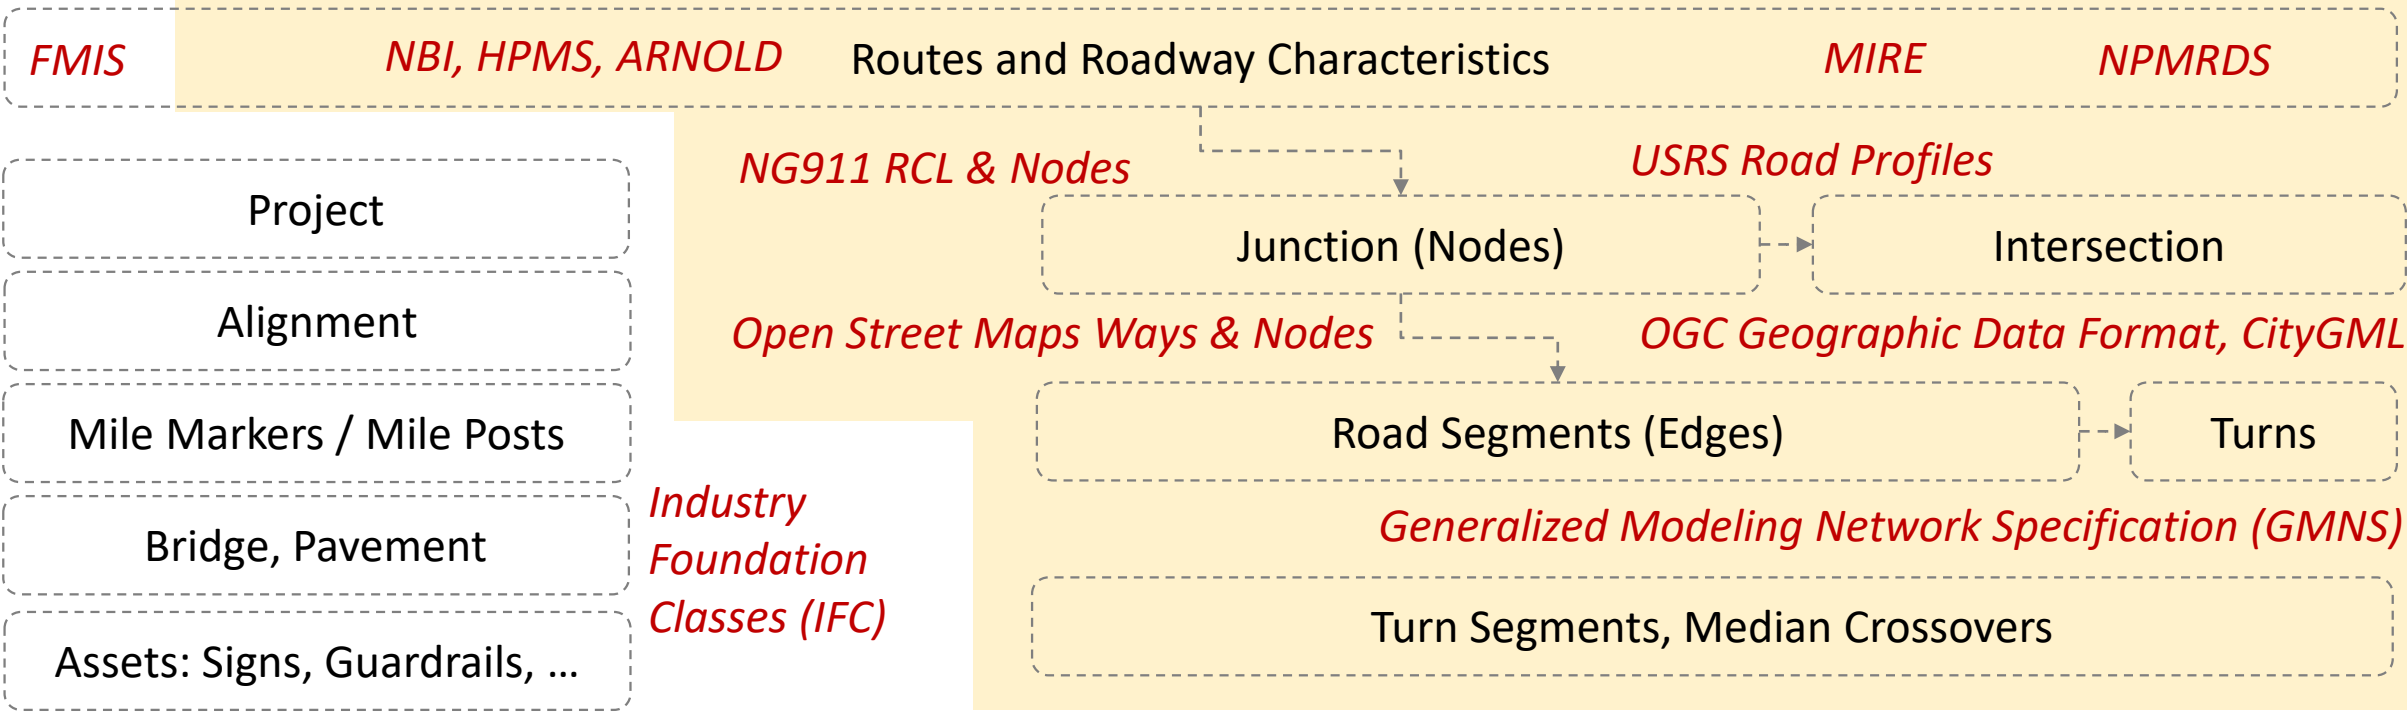 FMIS
NBI, HPMS, ARNOLD
Routes and Roadway Characteristics
MIRE
NPMRDS
NG911 RCL & Nodes
USRS Road Profiles
Project
Junction (Nodes)
Intersection
Alignment
Open Street Maps Ways & Nodes
OGC Geographic Data Format, CityGML
Mile Markers / Mile Posts
Road Segments (Edges)
Turns
Industry
Foundation
Classes (IFC)
Bridge, Pavement
Generalized Modeling Network Specification (GMNS)
Assets: Signs, Guardrails, ...
Turn Segments, Median Crossovers